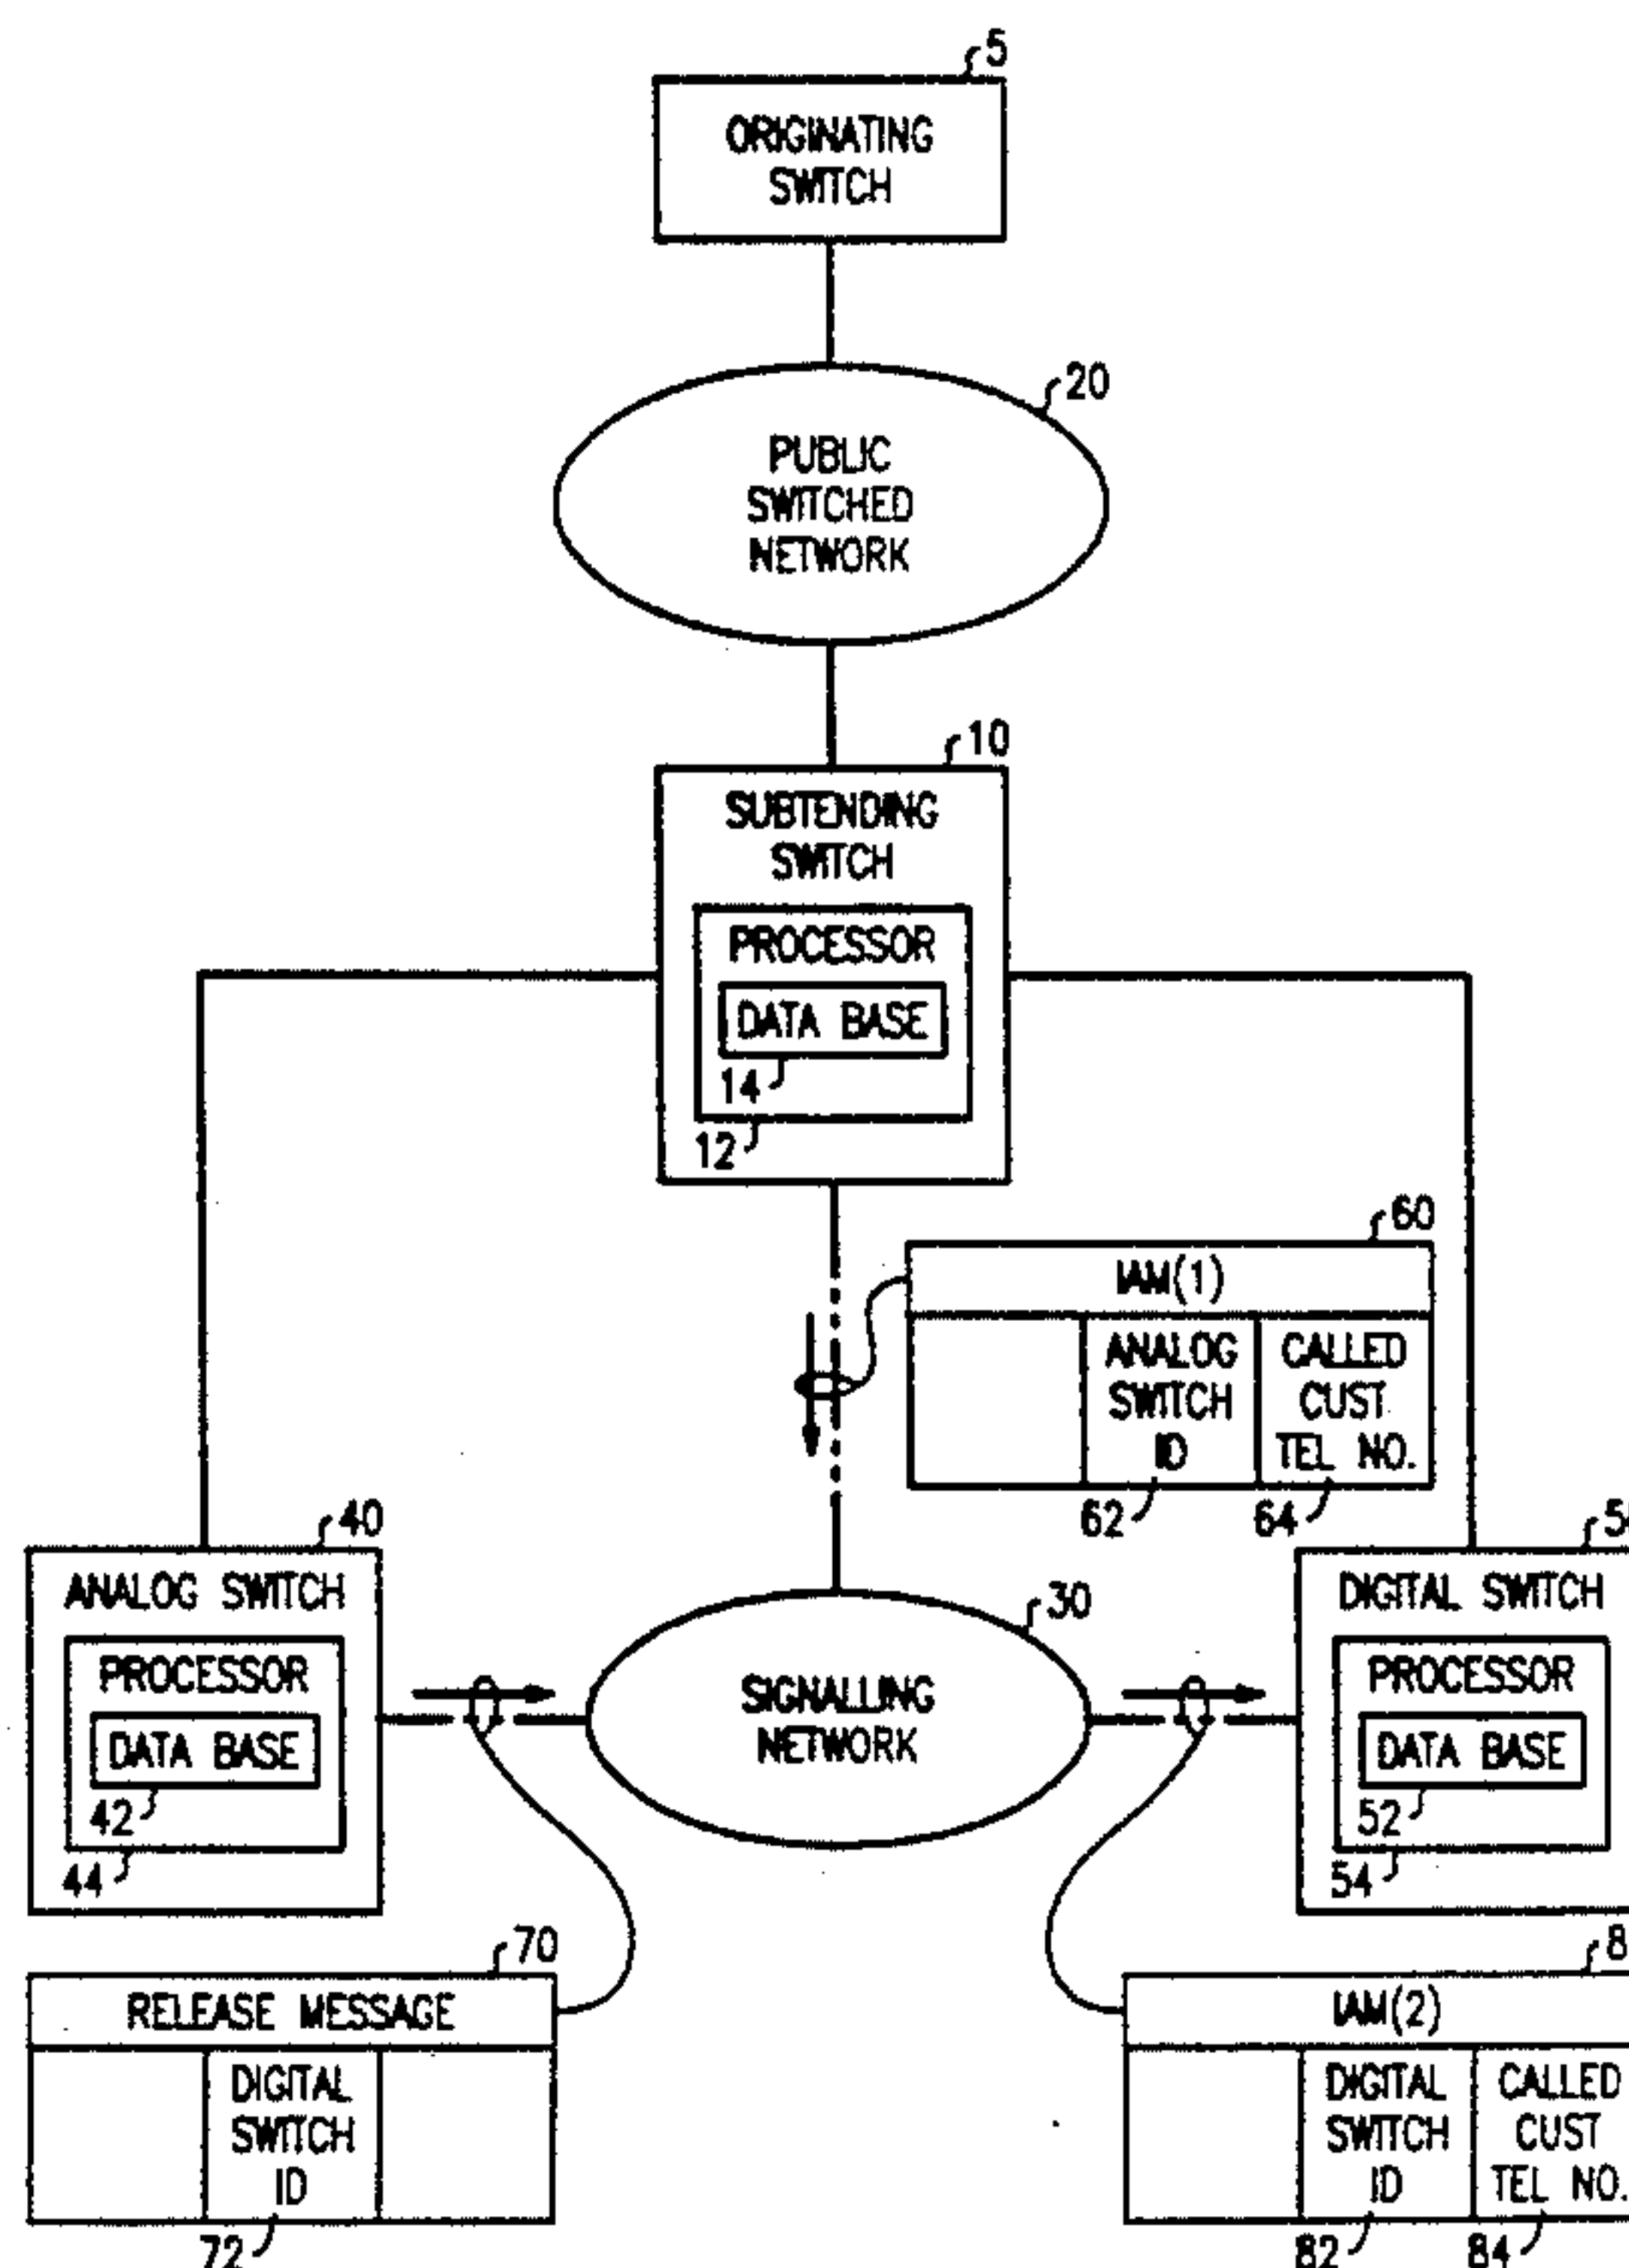 5
ORIGINATING
SWITCH
20
PUBLIC
SWITCHED
NETWORK
10
SUBTENDING
SWITCH
PROCESSOR
DATA BASE
14
12
60
IAM(1)
ANALOG
SWITCH
ID
CALLED
CUST
TEL NO.
62
64
40
ANALOG SWITCH
PROCESSOR
DATA BASE
42
44
30
SIGNALLING
NETWORK
DIGITAL SWITCH
PROCESSOR
DATA BASE
52
54
70
RELEASE MESSAGE
DIGITAL
SWITCH
ID
72
IAM(2)
DIGITAL
SWITCH
ID
CALLED
CUST
TEL NO.
82
84